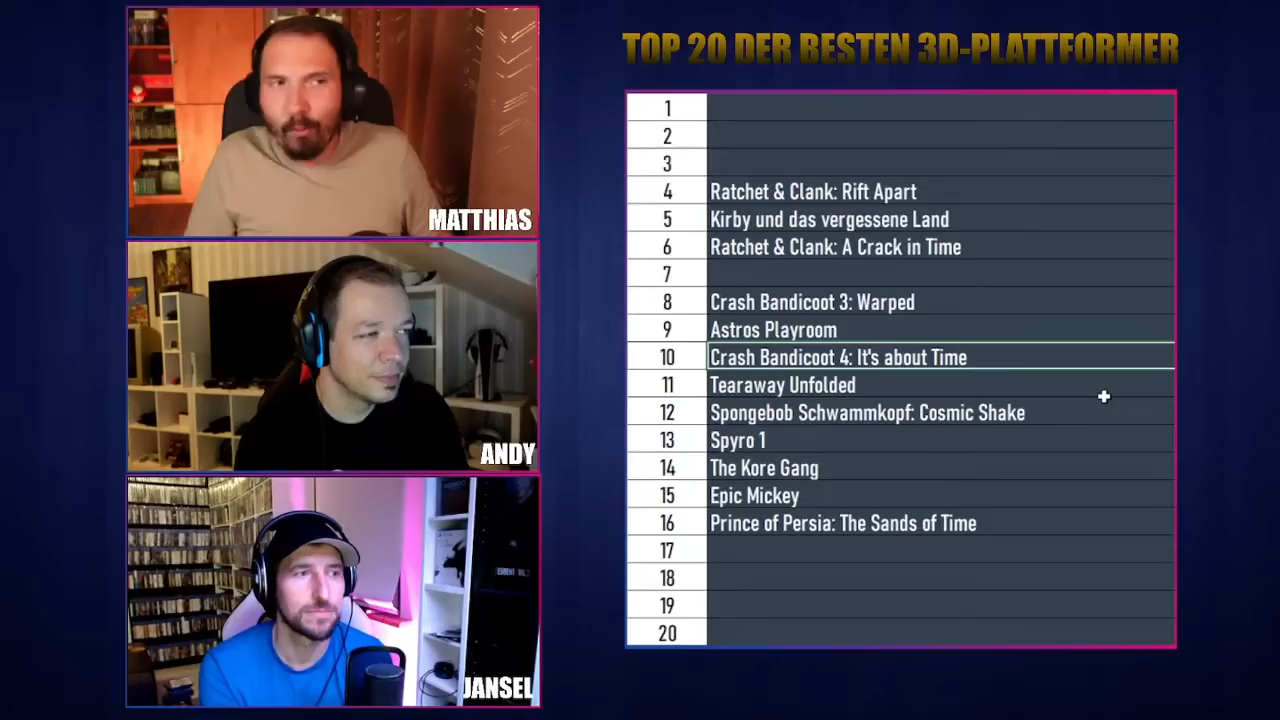 TOP 20 DER BESTEN 3D-PLATTFORMER
MATTHIAS
ANDY
JANSEL
1
2
3
4 Ratchet & Clank: Rift Apart
5 Kirby und das vergessene Land
6 Ratchet & Clank: A Crack in Time
7
8 Crash Bandicoot 3: Warped
9 Astros Playroom
10 Crash Bandicoot 4: It's about Time
11 Tearaway Unfolded
12 Spongebob Schwammkopf: Cosmic Shake
13 Spyro 1
14 The Kore Gang
15 Epic Mickey
16 Prince of Persia: The Sands of Time
17
18
19
20